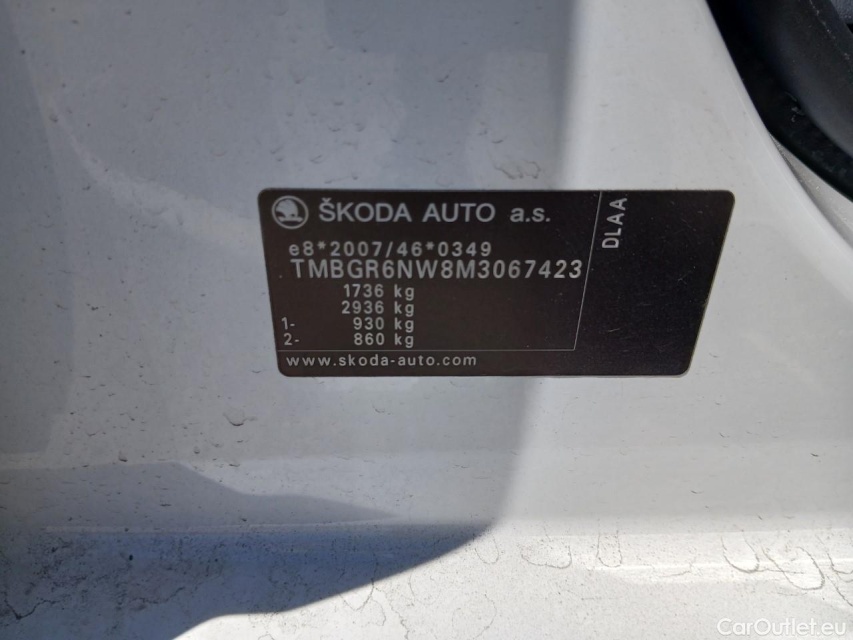 ŠKODA AUTO a.s.
DLAA
e8*2007/46*0349
TMBGR6NW8M3067423
1736 kg
2936 kg
1- 930 kg
2- 860 kg
www.skoda-auto.com
CarOutlet.eu